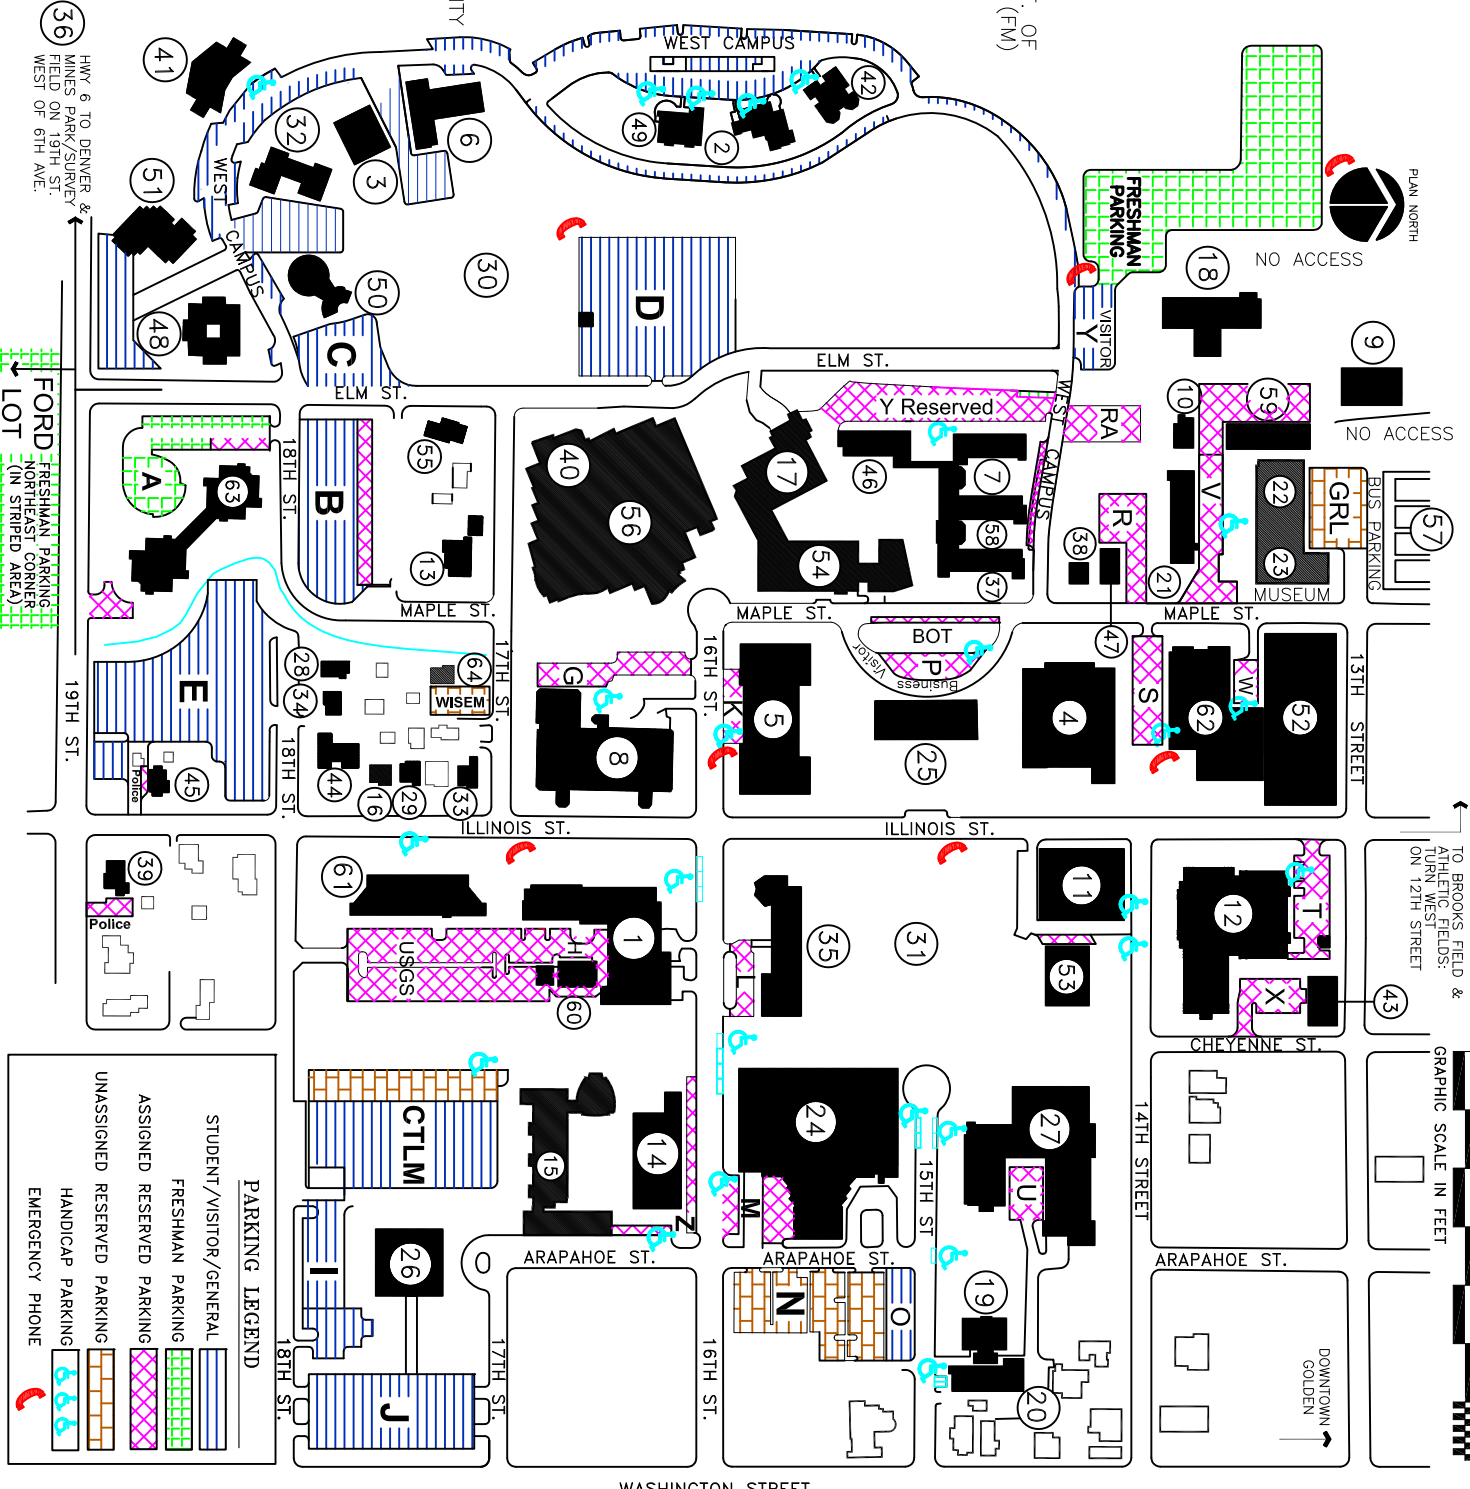 36
HWY 6 TO DENVER &
MINES PARK/SURVEY
FIELD ON 19TH ST.
WEST OF 6TH AVE.
41
51
48
32
3
6
50
30
49
2
42
WEST CAMPUS
WEST
CAMPUS
ITY
. OF
(FM)
PLAN NORTH
NO ACCESS
FRESHMAN
PARKING
18
9
VISITOR
Y
NO ACCESS
C
D
ELM ST.
ELM ST.
WEST
CAMPUS
FORD
LOT
FRESHMAN PARKING
NORTHEAST CORNER
(IN STRIPED AREA)
A
63
18TH ST.
B
55
13
40
56
17
54
46
7
58
37
Y Reserved
RA
R
38
47
10
59
V
21
22
23
MUSEUM
GRL
BUS PARKING
57
MAPLE ST.
MAPLE ST.
MAPLE ST.
19TH ST.
E
28
34
64
WISEM
17TH ST.
18TH ST.
44
16
29
33
45
Police
G
8
16TH ST.
K
5
BOT
P
Visitor
Business
25
4
S
62
W
52
13TH STREET
ILLINOIS ST.
ILLINOIS ST.
39
Police
61
USGS
H
1
60
35
31
11
53
12
T
X
43
CHEYENNE ST.
TO BROOKS FIELD &
ATHLETIC FIELDS:
TURN WEST
ON 12TH STREET
GRAPHIC SCALE IN FEET
CTLM
I
26
J
15
14
Z
24
M
15TH ST
27
U
14TH STREET
ARAPAHOE ST.
ARAPAHOE ST.
ARAPAHOE ST.
N
O
19
20
18TH ST.
17TH ST.
16TH ST.
DOWNTOWN
GOLDEN
WASHINGTON STREET
PARKING LEGEND
STUDENT/VISITOR/GENERAL
FRESHMAN PARKING
ASSIGNED RESERVED PARKING
UNASSIGNED RESERVED PARKING
HANDICAP PARKING
EMERGENCY PHONE